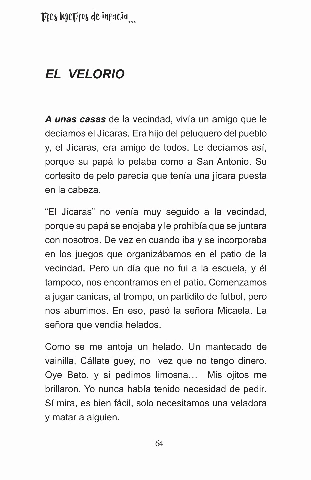 Tres bgetiros de inpacia...
EL VELORIO
A unas casas de la vecindad, vivía un amigo que le
decíamos el Jícaras. Era hijo del peluquero del pueblo
y, el Jícaras, era amigo de todos. Le decíamos así,
porque su papá lo pelaba como a San Antonio. Su
cortesito de pelo parecía que tenía una jícara puesta
en la cabeza.
"El Jícaras" no venía muy seguido a la vecindad,
porque su papá se enojaba y le prohibía que se juntara
con nosotros. De vez en cuando iba y se incorporaba
en los juegos que organizábamos en el patio de la
vecindad. Pero un día que no fui a la escuela, y él
tampoco, nos encontramos en el patio. Comenzamos
a jugar canicas, al trompo, un partidito de futbol, pero
nos aburrimos. En eso, pasó la señora Micaela. La
señora que vendía helados.
Como se me antoja un helado. Un mantecado de
vainilla. Cállate guey, no vez que no tengo dinero.
Oye Beto, y si pedimos limosna… Mis ojitos me
brillaron. Yo nunca había tenido necesidad de pedir.
Sí mira, es bien fácil, solo necesitamos una veladora
y matar a alguien.
54